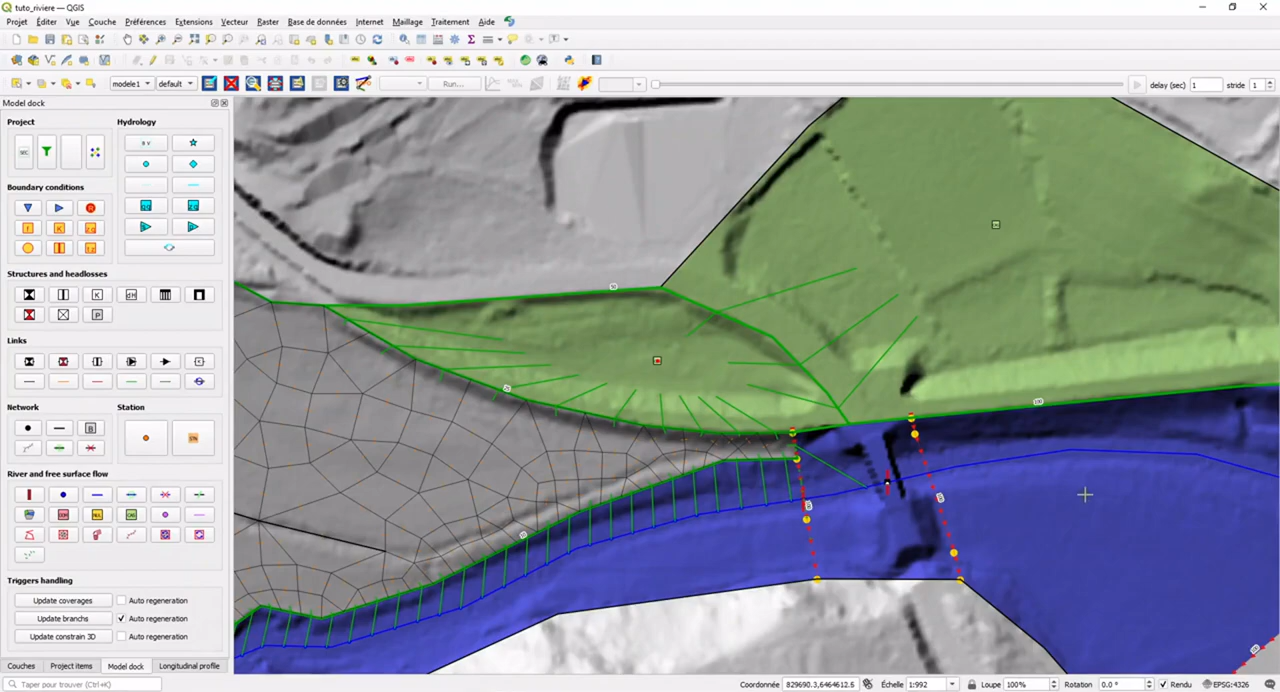 tuto_riviere — QGIS
Projet Éditer Vue Couche Préférences Extensions Vecteur Raster Base de données Internet Maillage Traitement Aide
modele1 default Run... delay (sec) 1 stride 1
Model dock
Project Hydrology
Boundary conditions
Structures and headlosses
Links
Network Station
River and free surface flow
Triggers handling
Update coverages Auto regeneration
Update branchs Auto regeneration
Update constrain 3D Auto regeneration
Couches Project items Model dock Longitudinal profile
Taper pour trouver (Ctrl+K) Coordonnée 829690.3,6464612.5 Échelle 1:992 Loupe 100% Rotation 0.0 ° Rendu EPSG:4326